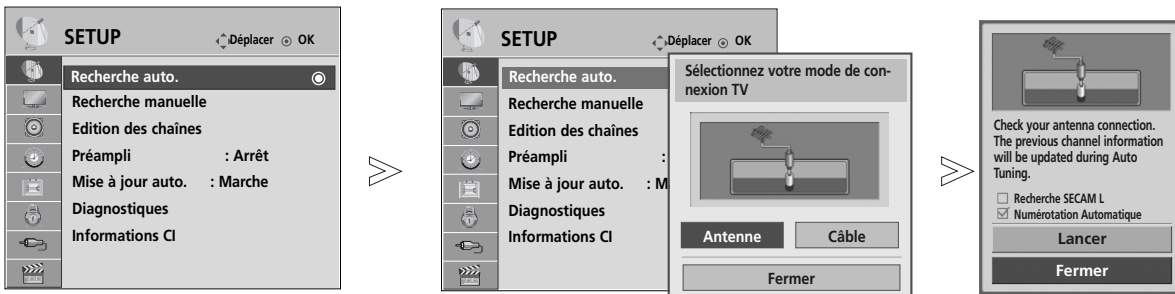 SETUP
Déplacer OK
Recherche auto.
Recherche manuelle
Edition des chaînes
Préampli : Arrêt
Mise à jour auto. : Marche
Diagnostiques
Informations CI
SETUP
Déplacer OK
Recherche auto.
Recherche manuelle
Edition des chaînes
Préampli :
Mise à jour auto. : M
Diagnostiques
Informations CI
Sélectionnez votre mode de con-
nexion TV
Antenne Câble
Fermer
Check your antenna connection.
The previous channel information
will be updated during Auto
Tuning.
Recherche SECAM L
Numérotation Automatique
Lancer
Fermer